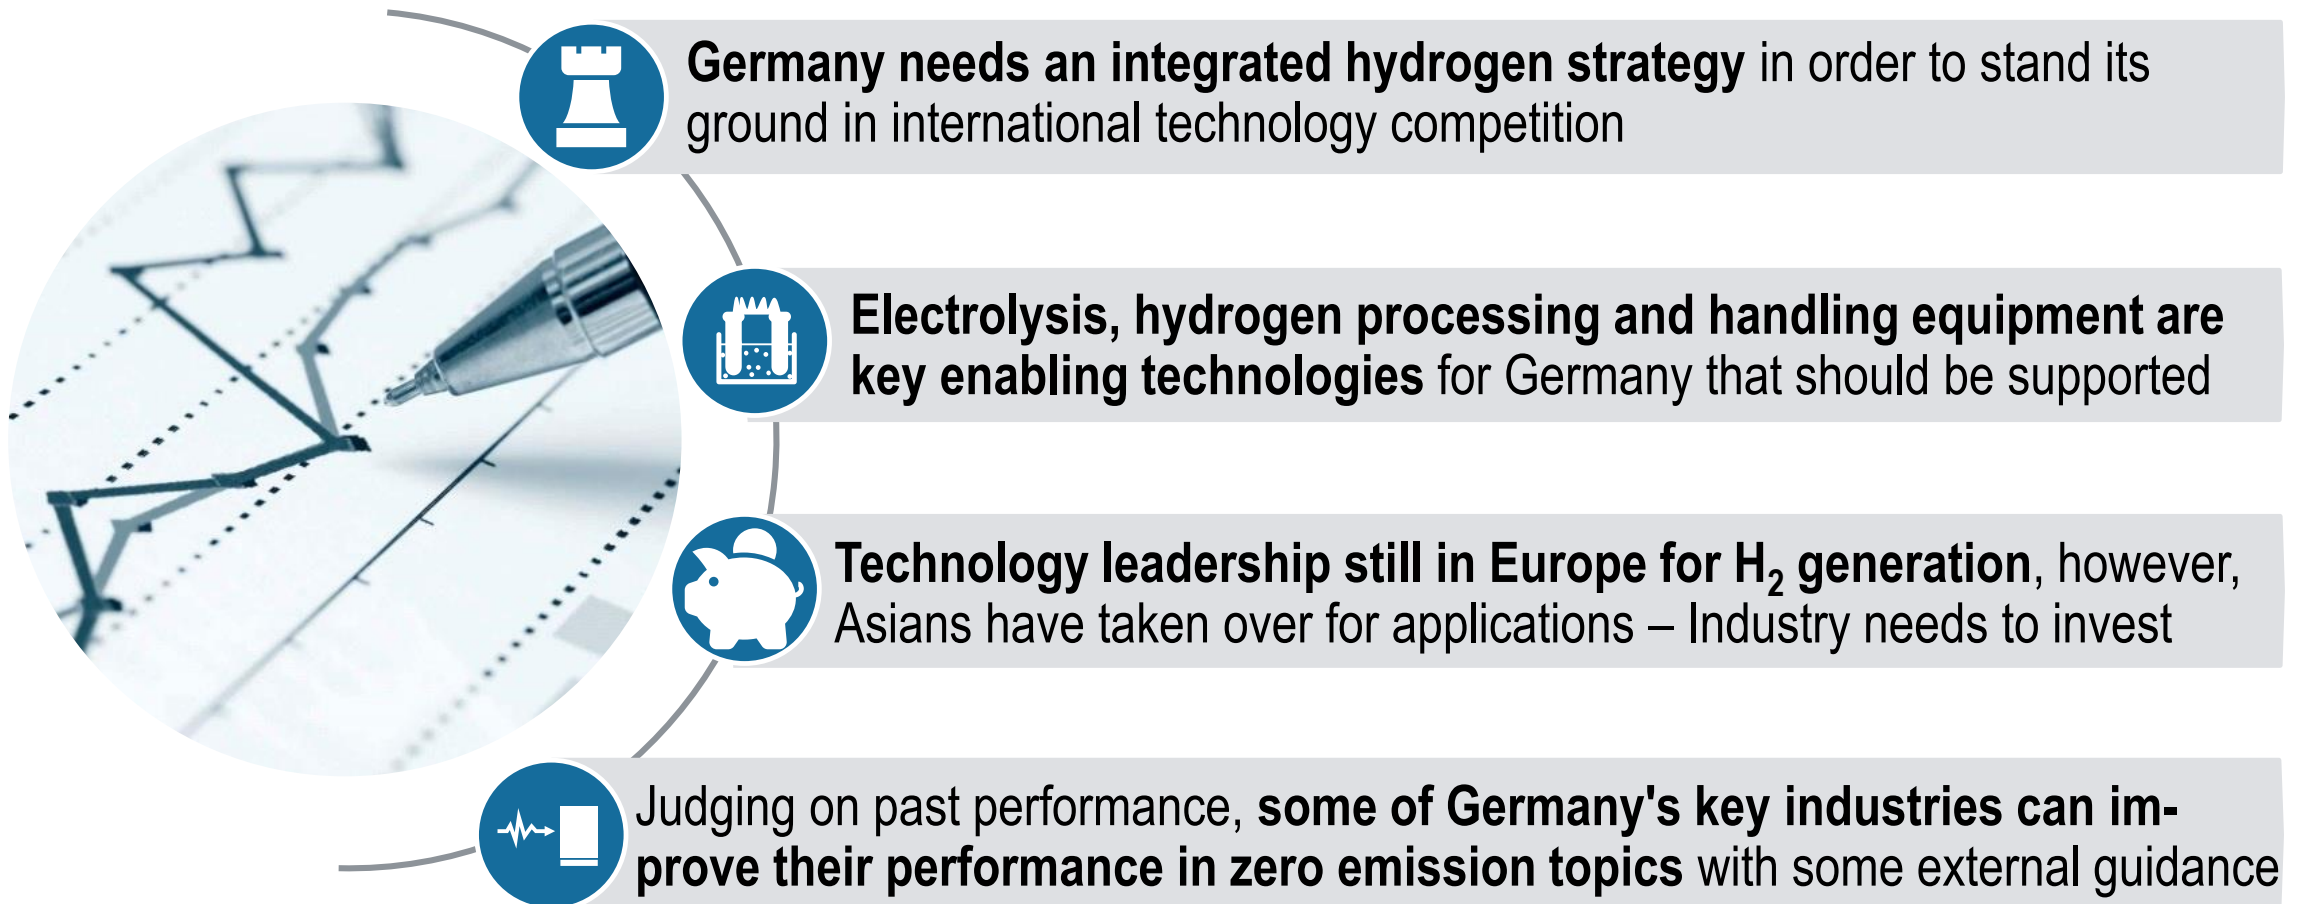 Germany needs an integrated hydrogen strategy in order to stand its
ground in international technology competition
Electrolysis, hydrogen processing and handling equipment are
key enabling technologies for Germany that should be supported
Technology leadership still in Europe for H₂ generation, however,
Asians have taken over for applications – Industry needs to invest
Judging on past performance, some of Germany's key industries can im-
prove their performance in zero emission topics with some external guidance